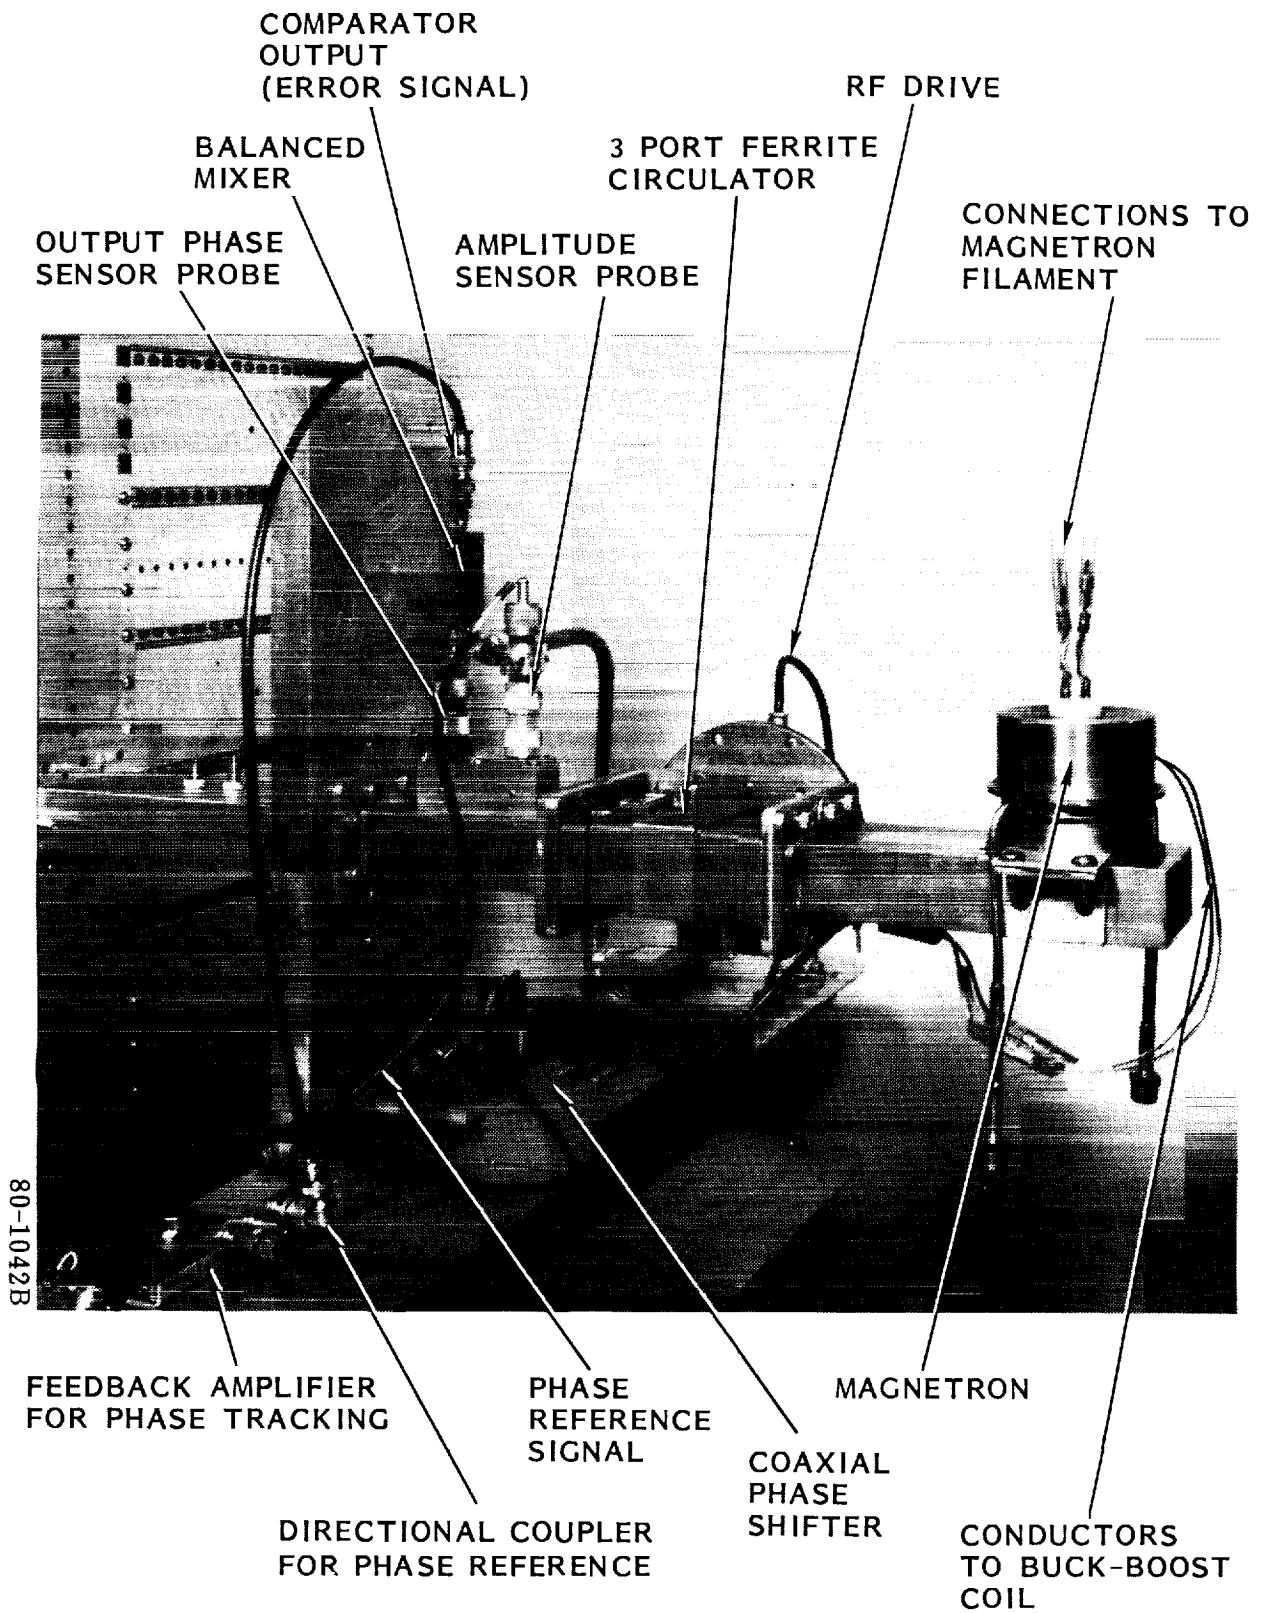 COMPARATOR
OUTPUT
(ERROR SIGNAL)
RF DRIVE
BALANCED
MIXER
3 PORT FERRITE
CIRCULATOR
CONNECTIONS TO
MAGNETRON
FILAMENT
OUTPUT PHASE
SENSOR PROBE
AMPLITUDE
SENSOR PROBE
80-1042B
FEEDBACK AMPLIFIER
FOR PHASE TRACKING
PHASE
REFERENCE
SIGNAL
MAGNETRON
COAXIAL
PHASE
SHIFTER
DIRECTIONAL COUPLER
FOR PHASE REFERENCE
CONDUCTORS
TO BUCK-BOOST
COIL